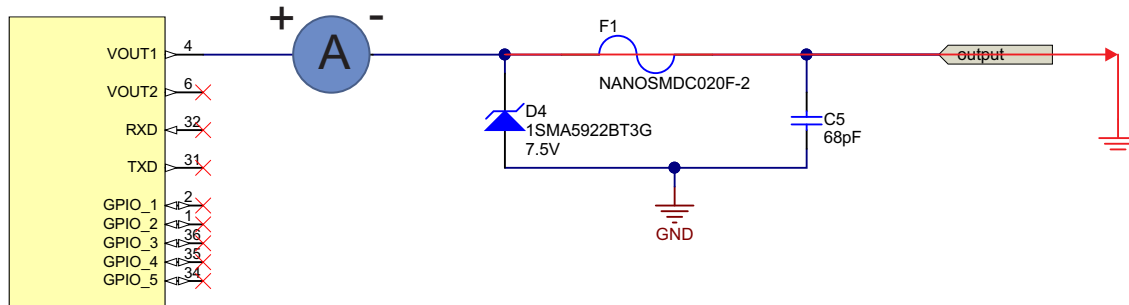 + A -
VOUT1 4
VOUT2 6
RXD 32
TXD 31
GPIO_1 2
GPIO_2 1
GPIO_3 36
GPIO_4 35
GPIO_5 34
F1
NANOSMDC020F-2
output
D4
1SMA5922BT3G
7.5V
C5
68pF
GND